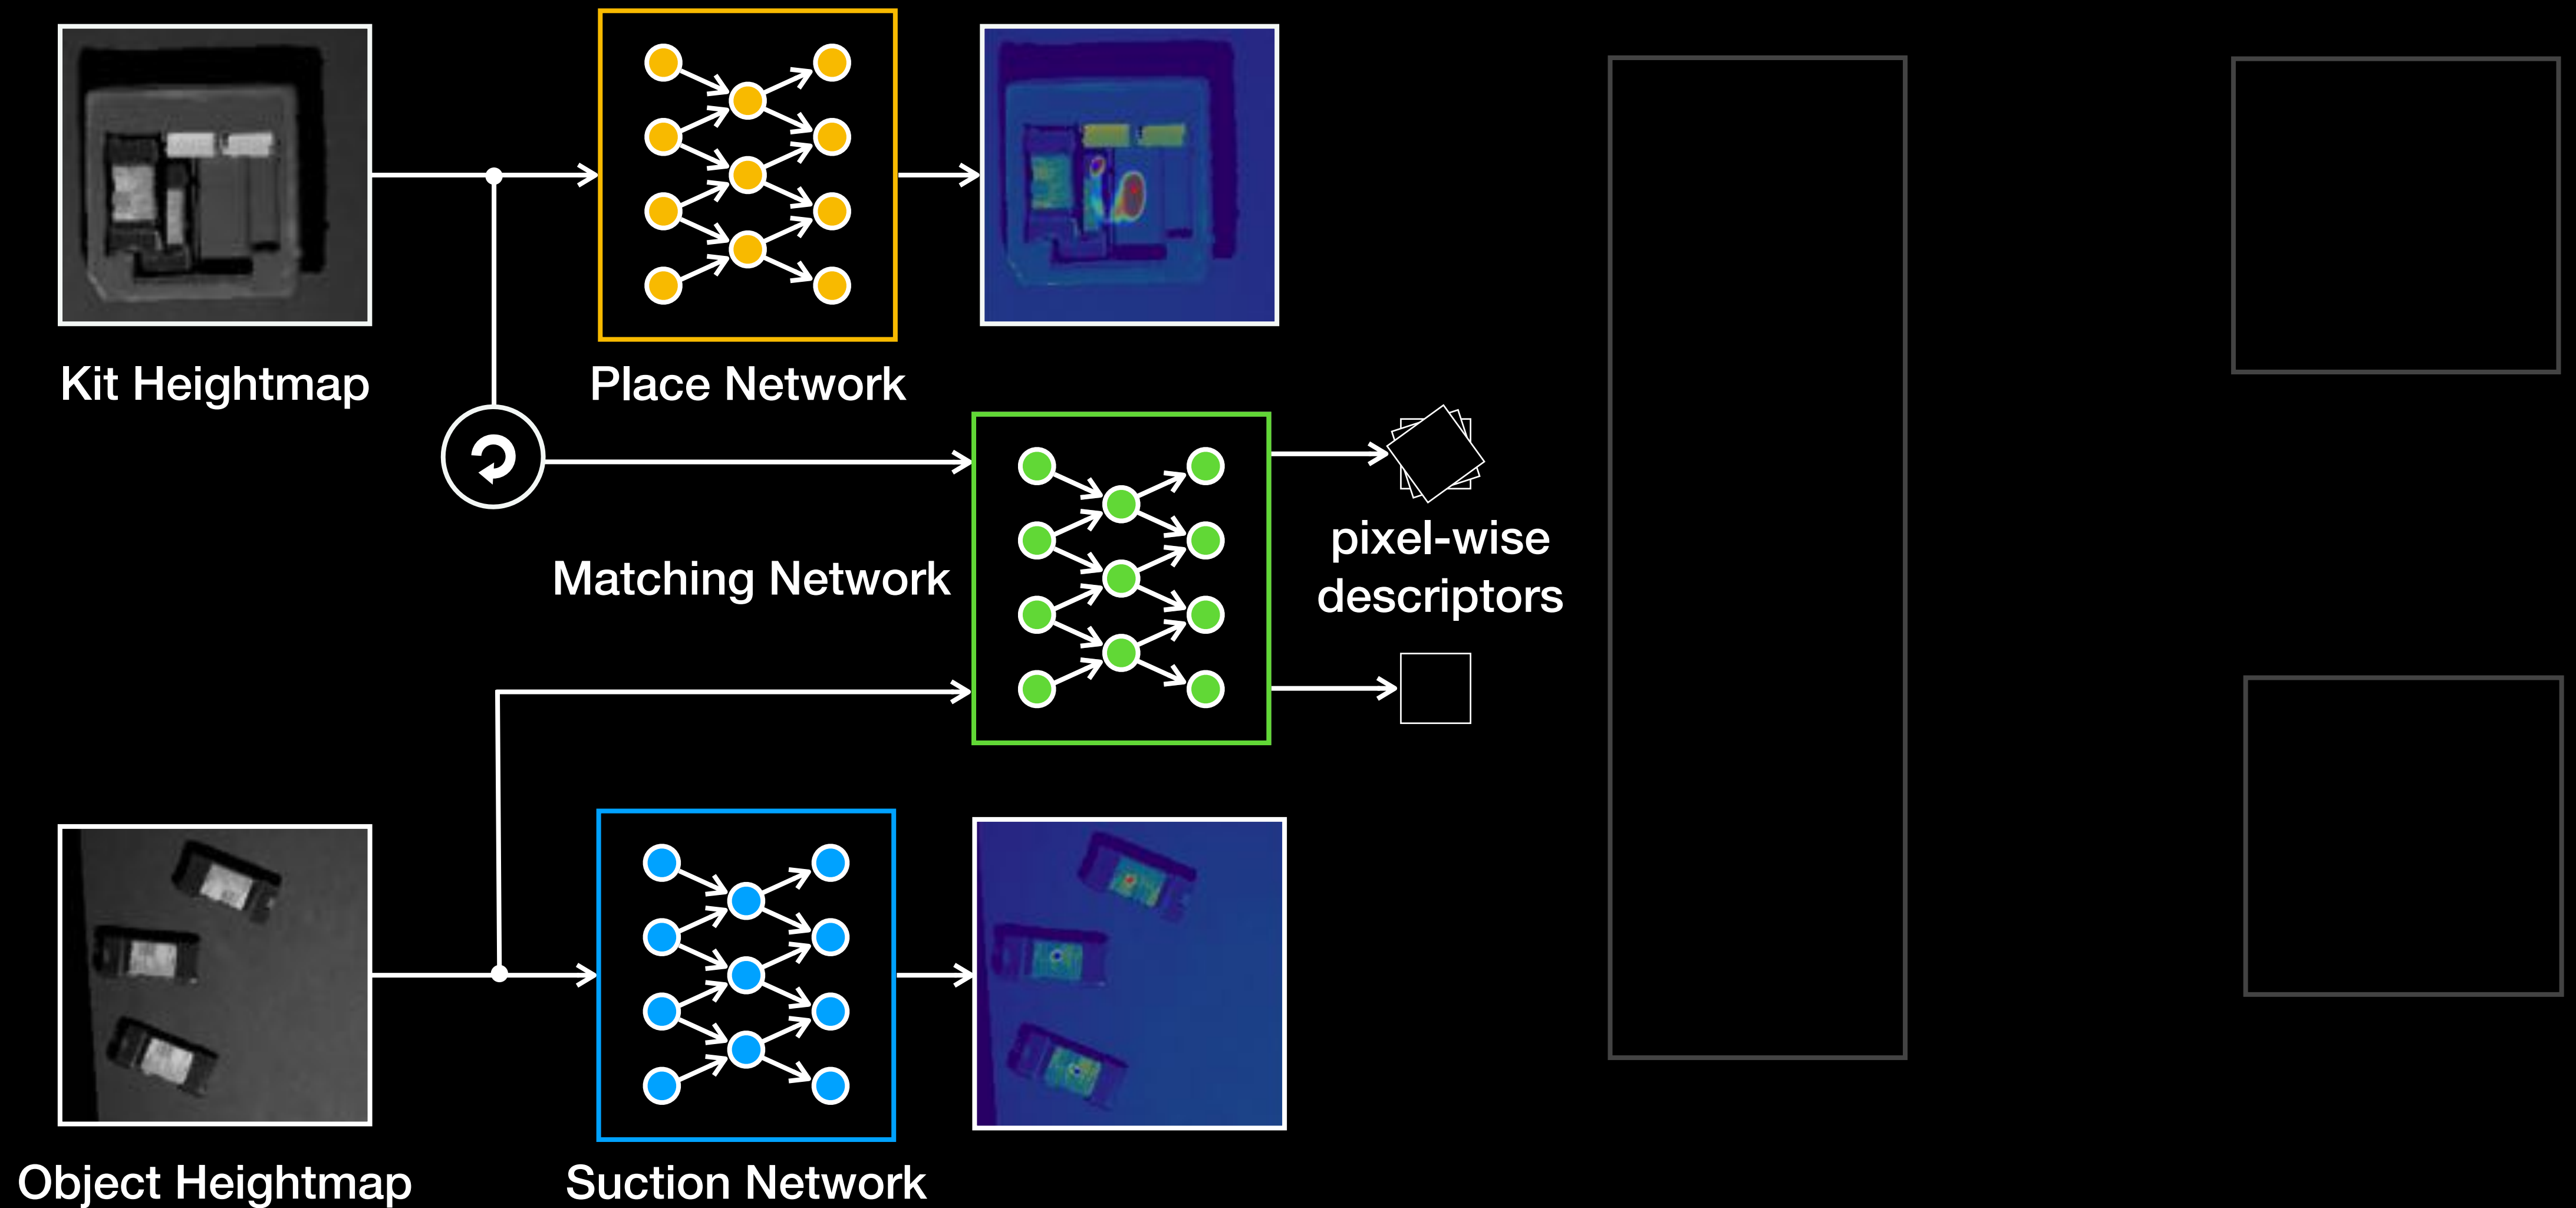 Kit Heightmap
Place Network
Matching Network
pixel-wise
descriptors
Object Heightmap
Suction Network